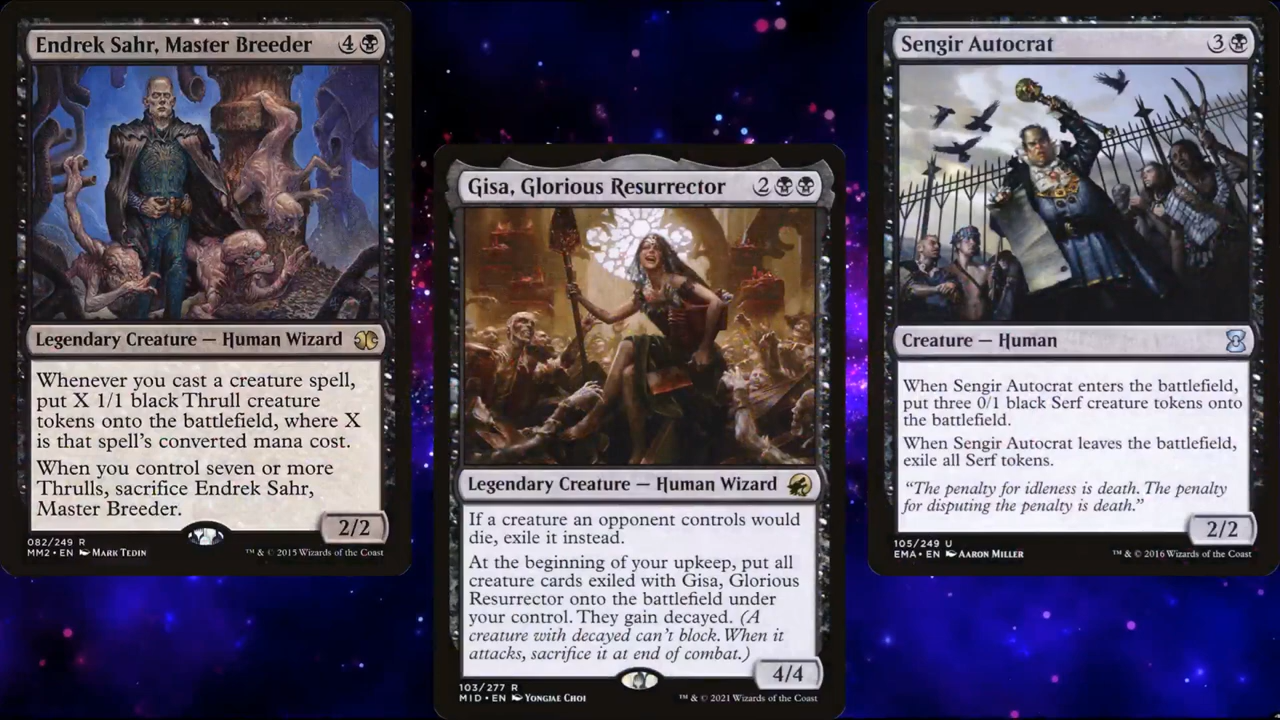 Endrek Sahr, Master Breeder 4
Legendary Creature — Human Wizard
Whenever you cast a creature spell,
put X 1/1 black Thrull creature
tokens onto the battlefield, where X
is that spell's converted mana cost.
When you control seven or more
Thrulls, sacrifice Endrek Sahr,
Master Breeder.
2/2
082/249 R
MM2 • EN Mark Tedin ™ & © 2015 Wizards of the Coast
Gisa, Glorious Resurrector 2
Legendary Creature — Human Wizard
If a creature an opponent controls would
die, exile it instead.
At the beginning of your upkeep, put all
creature cards exiled with Gisa, Glorious
Resurrector onto the battlefield under
your control. They gain decayed. (A
creature with decayed can't block. When it
attacks, sacrifice it at end of combat.)
4/4
103/277 R
MID • EN Yongjae Choi ™ & © 2021 Wizards of the Coast
Sengir Autocrat 3
Creature — Human
When Sengir Autocrat enters the battlefield,
put three 0/1 black Serf creature tokens onto
the battlefield.
When Sengir Autocrat leaves the battlefield,
exile all Serf tokens.
"The penalty for idleness is death. The penalty
for disputing the penalty is death."
2/2
105/249 U
EMA • EN Aaron Miller ™ & © 2016 Wizards of the Coast